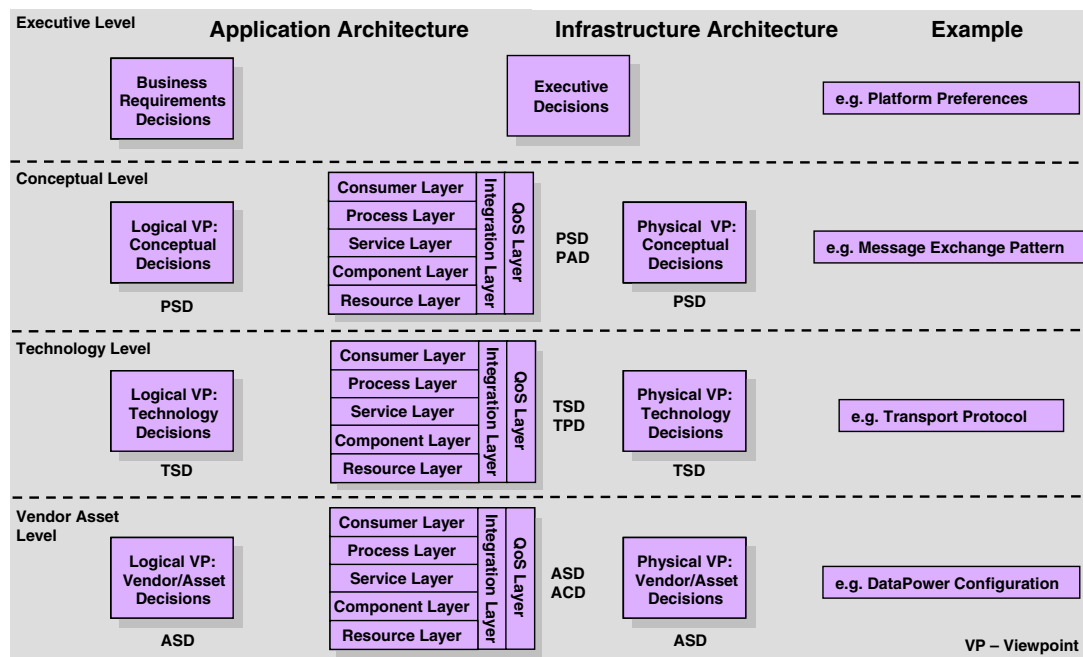 Executive Level
Application Architecture
Infrastructure Architecture
Example
Business
Requirements
Decisions
Executive
Decisions
e.g. Platform Preferences
Conceptual Level
Logical VP:
Conceptual
Decisions
PSD
Consumer Layer
Process Layer
Service Layer
Component Layer
Resource Layer
Integration Layer
QoS Layer
PSD
PAD
Physical VP:
Conceptual
Decisions
PSD
e.g. Message Exchange Pattern
Technology Level
Logical VP:
Technology
Decisions
TSD
Consumer Layer
Process Layer
Service Layer
Component Layer
Resource Layer
Integration Layer
QoS Layer
TSD
TPD
Physical VP:
Technology
Decisions
TSD
e.g. Transport Protocol
Vendor Asset
Level
Logical VP:
Vendor/Asset
Decisions
ASD
Consumer Layer
Process Layer
Service Layer
Component Layer
Resource Layer
Integration Layer
QoS Layer
ASD
ACD
Physical VP:
Vendor/Asset
Decisions
ASD
e.g. DataPower Configuration
VP – Viewpoint